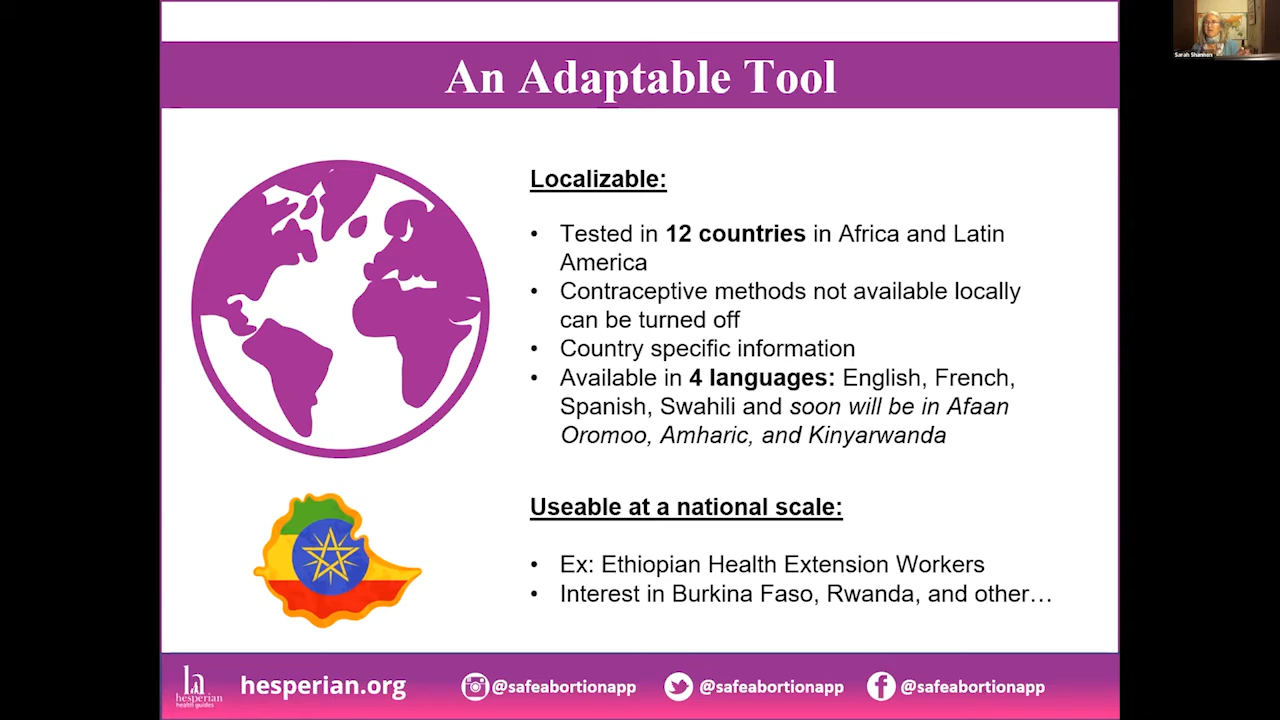 Sarah Shannon
An Adaptable Tool
Localizable:
• Tested in 12 countries in Africa and Latin
America
• Contraceptive methods not available locally
can be turned off
• Country specific information
• Available in 4 languages: English, French,
Spanish, Swahili and soon will be in Afaan
Oromoo, Amharic, and Kinyarwanda
Useable at a national scale:
• Ex: Ethiopian Health Extension Workers
• Interest in Burkina Faso, Rwanda, and other…
hesperian
health guides
hesperian.org
@safeabortionapp
@safeabortionapp
@safeabortionapp